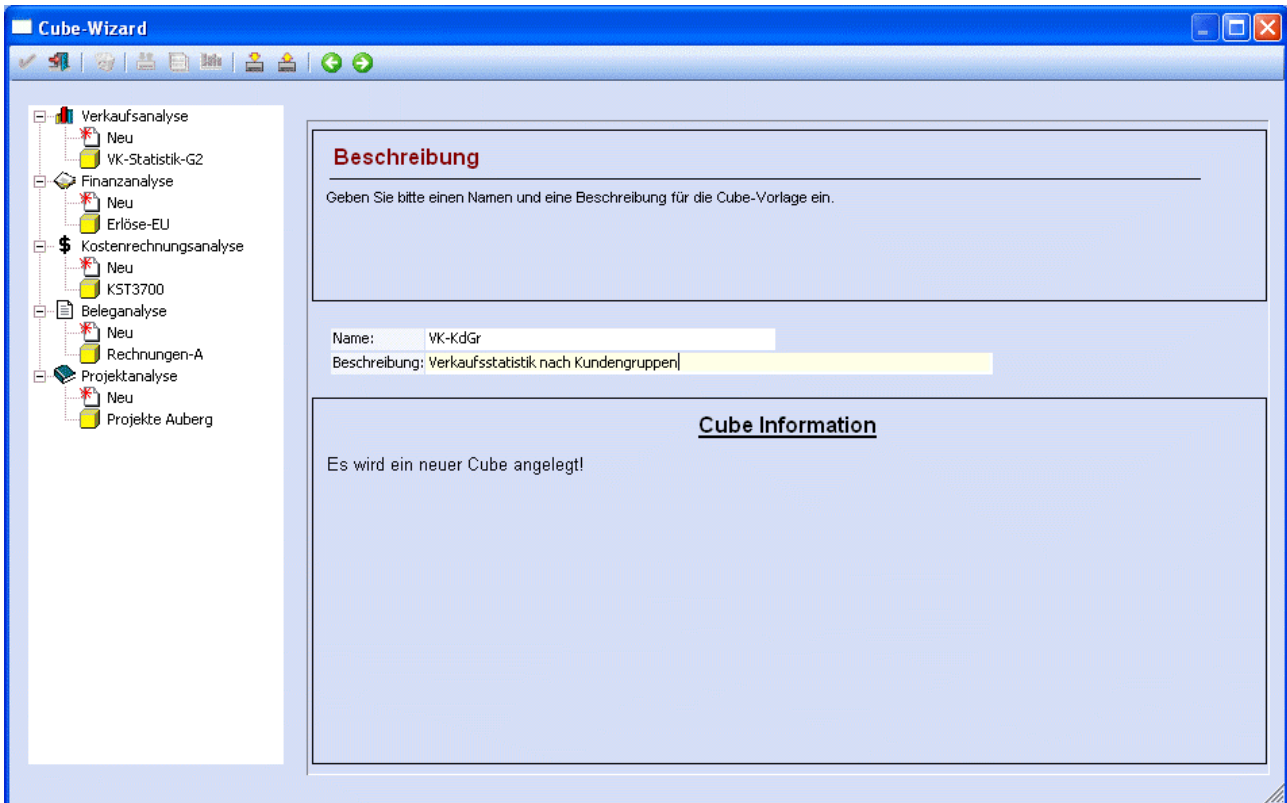 Cube-Wizard
Verkaufsanalyse
Neu
VK-Statistik-G2
Finanzanalyse
Neu
Erlöse-EU
$ Kostenrechnungsanalyse
Neu
KST3700
Beleganalyse
Neu
Rechnungen-A
Projektanalyse
Neu
Projekte Auberg
Beschreibung
Geben Sie bitte einen Namen und eine Beschreibung für die Cube-Vorlage ein.
Name: VK-KdGr
Beschreibung: Verkaufsstatistik nach Kundengruppen
Cube Information
Es wird ein neuer Cube angelegt!